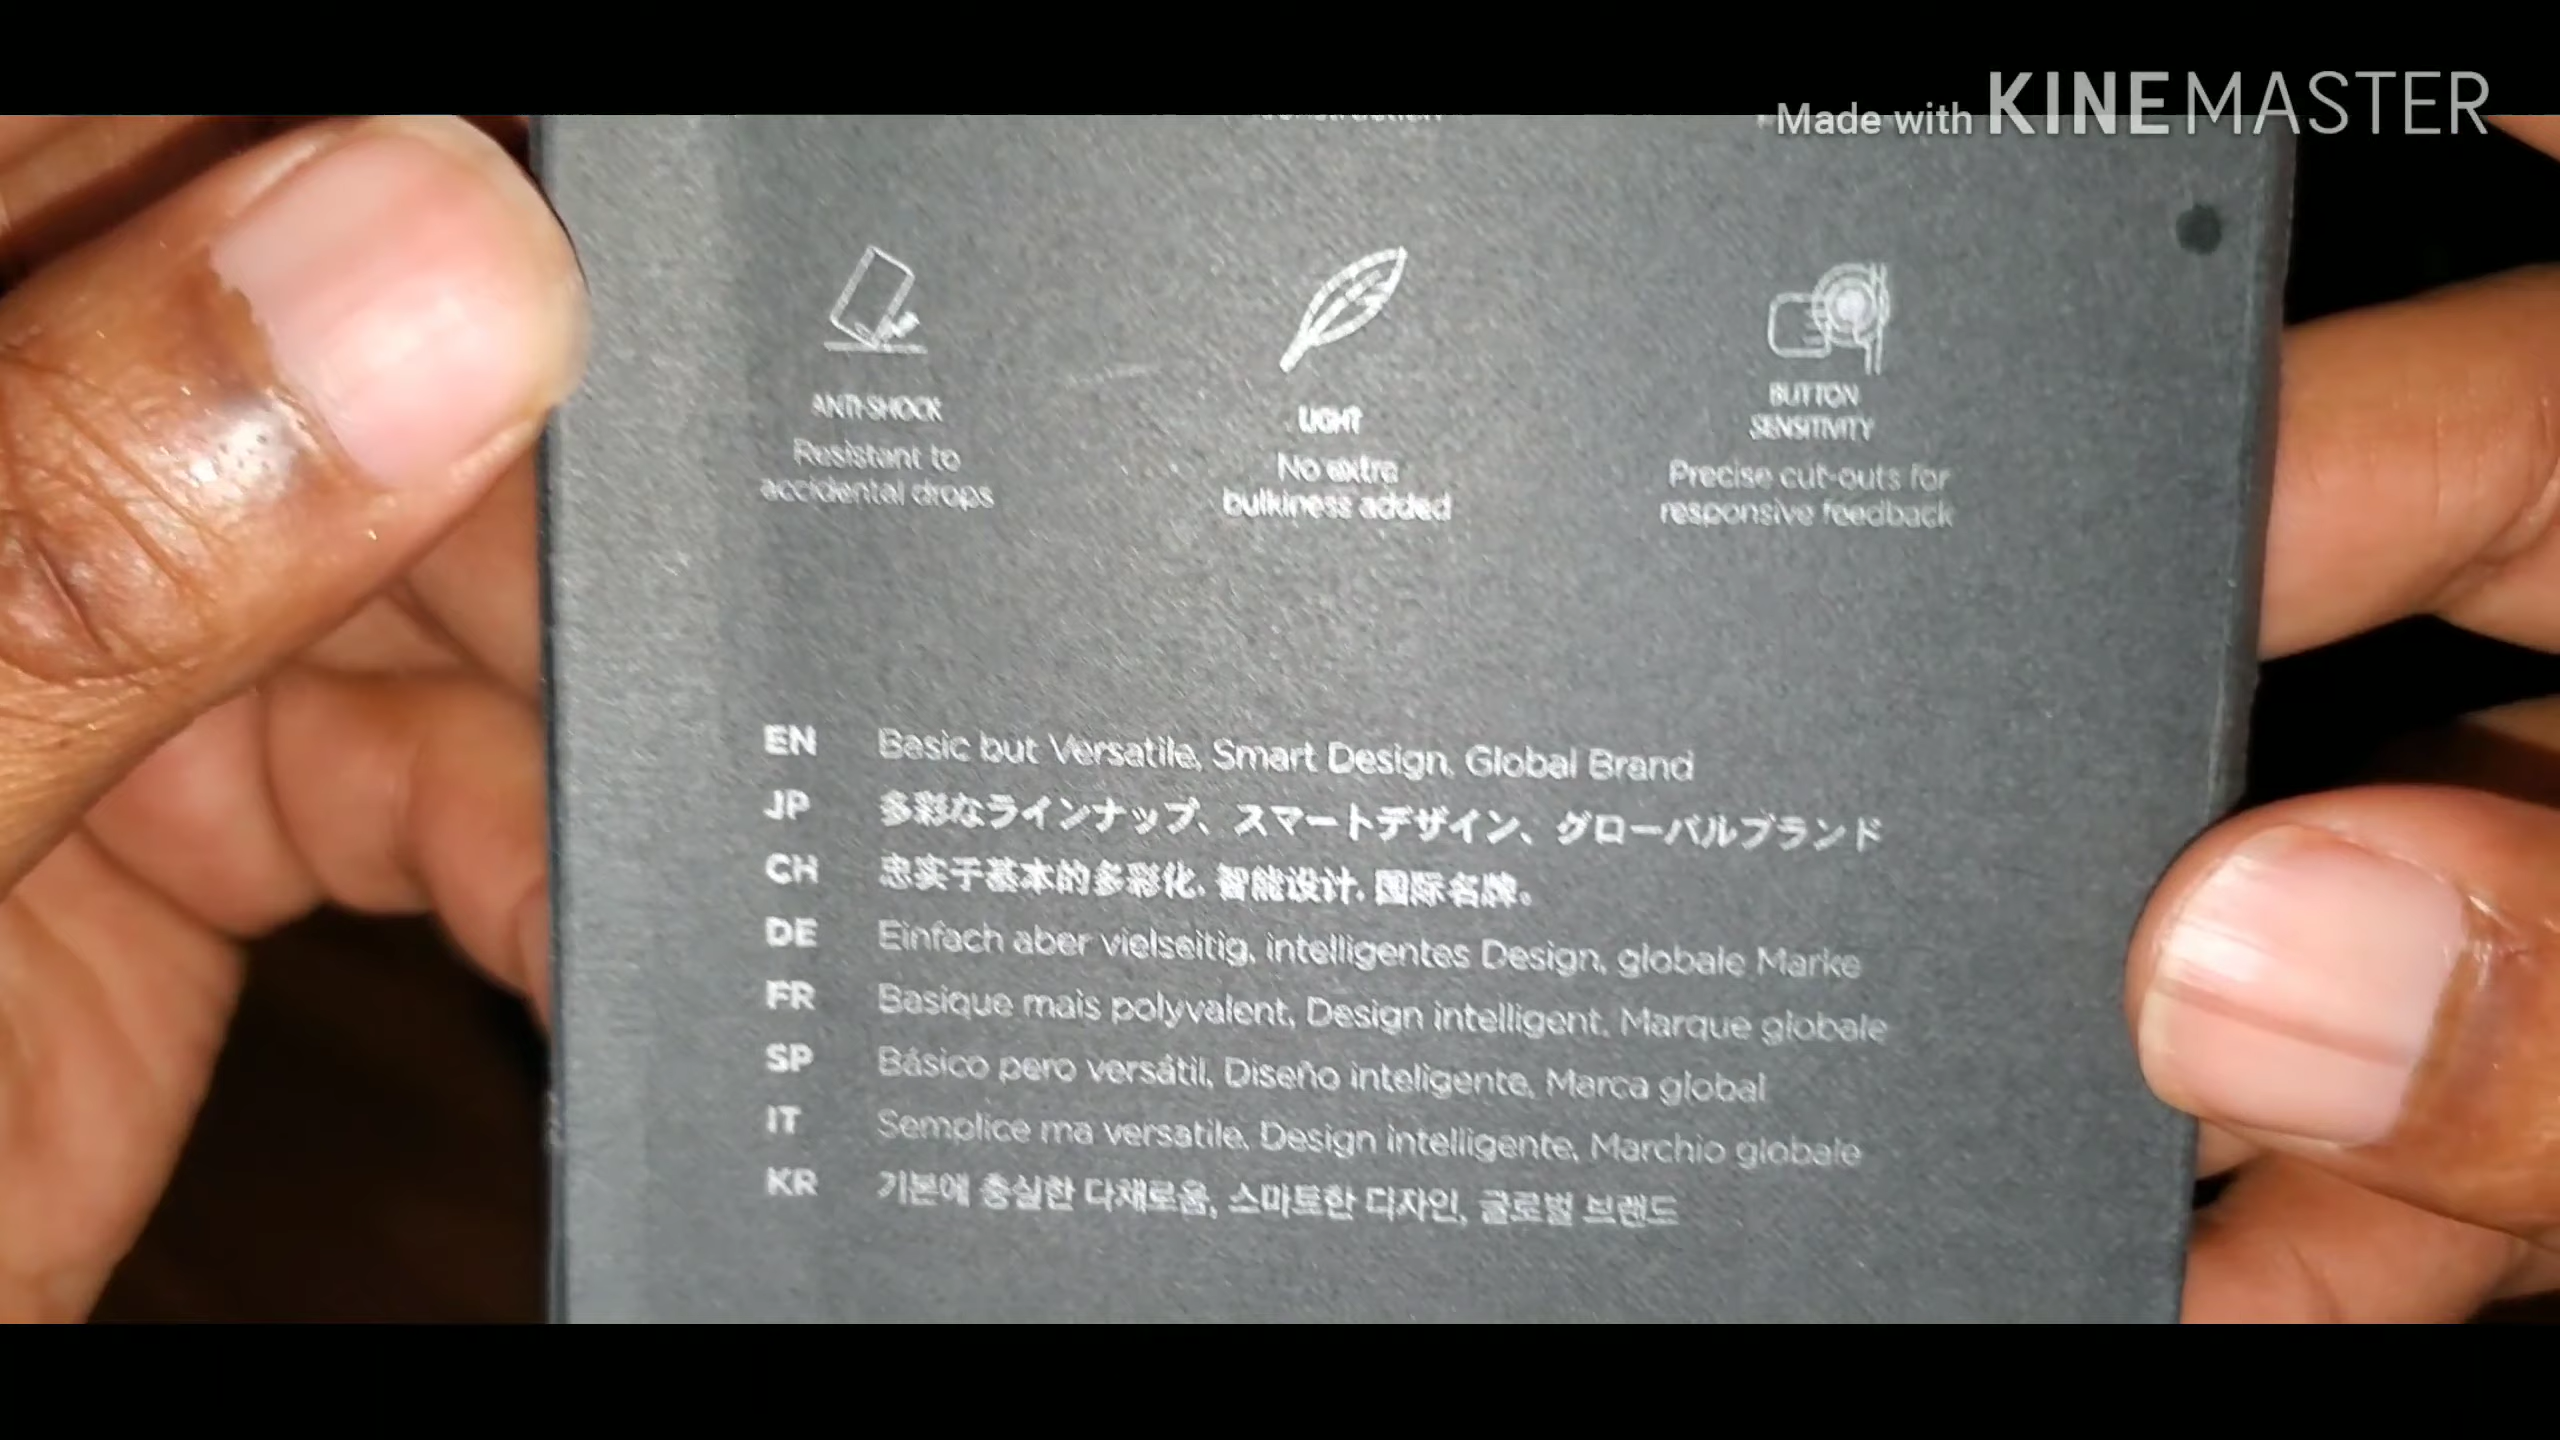 Made with KINEMASTER
ANTI-SHOCK
Resistant to
accidental drops
LIGHT
No extra
bulkiness added
BUTTON
SENSITIVITY
Precise cut-outs for
responsive feedback
EN Basic but Versatile, Smart Design, Global Brand
JP 多彩なラインナップ、スマートデザイン、グローバルブランド
CH 忠实于基本的多彩化, 智能设计, 国际名牌。
DE Einfach aber vielseitig, intelligentes Design, globale Marke
FR Basique mais polyvalent, Design intelligent, Marque globale
SP Básico pero versátil, Diseño inteligente, Marca global
IT Semplice ma versatile, Design intelligente, Marchio globale
KR 기본에 충실한 다채로움, 스마트한 디자인, 글로벌 브랜드